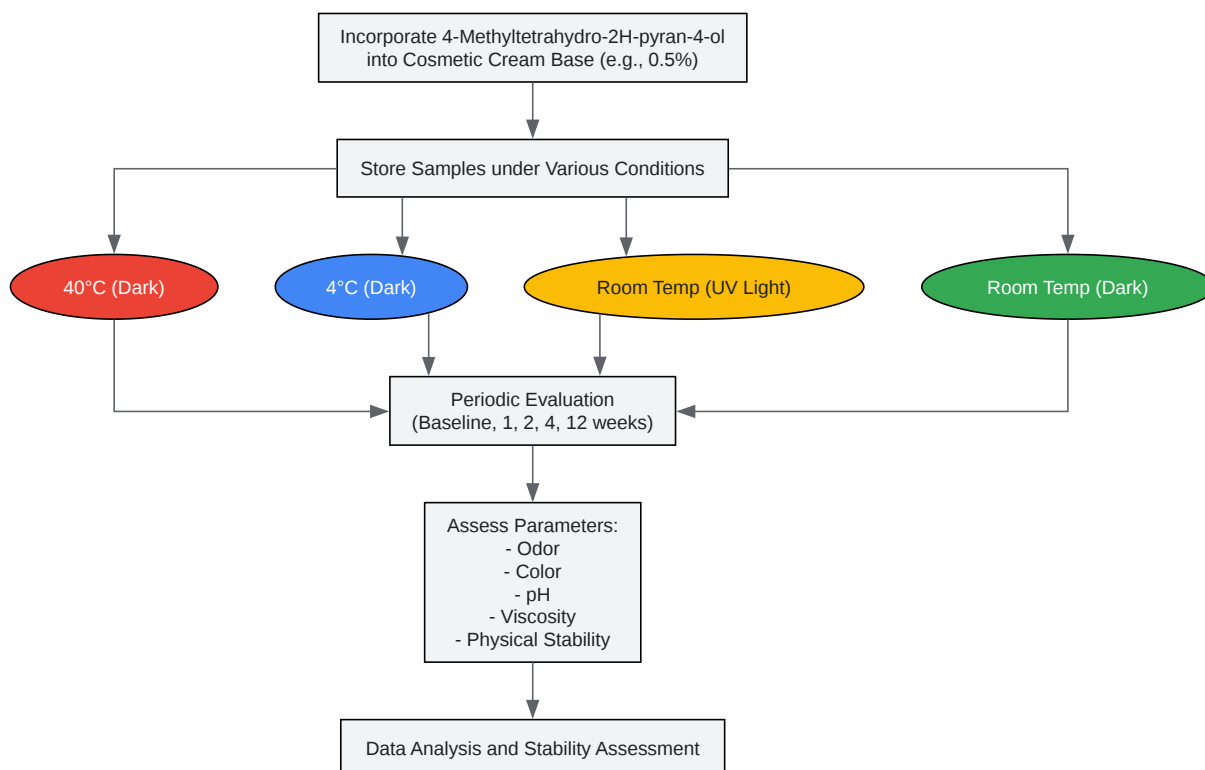 Incorporate 4-Methyltetrahydro-2H-pyran-4-ol
into Cosmetic Cream Base (e.g., 0.5%)
Store Samples under Various Conditions
40°C (Dark)
4°C (Dark)
Room Temp (UV Light)
Room Temp (Dark)
Periodic Evaluation
(Baseline, 1, 2, 4, 12 weeks)
Assess Parameters:
- Odor
- Color
- pH
- Viscosity
- Physical Stability
Data Analysis and Stability Assessment